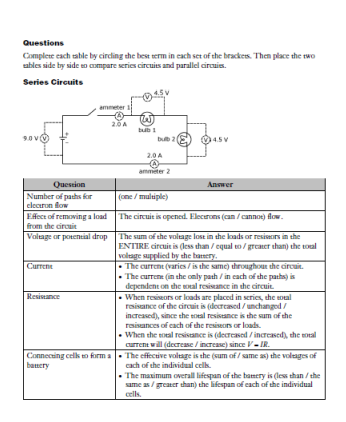 Questions
Complete each table by circling the best term in each set of the brackets. Then place the two
tables side by side to compare series circuits and parallel circuits.
Series Circuits
4.5 V
V
ammeter 1
A
2.0 A
bulb 1
9.0 V
V
+
bulb 2
V
4.5 V
2.0 A
A
ammeter 2
Question
Answer
Number of paths for
electron flow
(one / multiple)
Effect of removing a load
from the circuit
The circuit is opened. Electrons (can / cannot) flow.
Voltage or potential drop
The sum of the voltage loss in the loads or resistors in the
ENTIRE circuit is (less than / equal to / greater than) the total
voltage supplied by the battery.
Current
• The current (varies / is the same) throughout the circuit.
• The current (in the only path / in each of the paths) is
dependent on the total resistance in the circuit.
Resistance
• When resistors or loads are placed in series, the total
resistance of the circuit is (decreased / unchanged /
increased), since the total resistance is the sum of the
resistances of each of the resistors or loads.
• When the total resistance is (decreased / increased), the total
current will (decrease / increase) since V = IR.
Connecting cells to form a
battery
• The effective voltage is the (sum of / same as) the voltages of
each of the individual cells.
• The maximum overall lifespan of the battery is (less than / the
same as / greater than) the lifespan of each of the individual
cells.